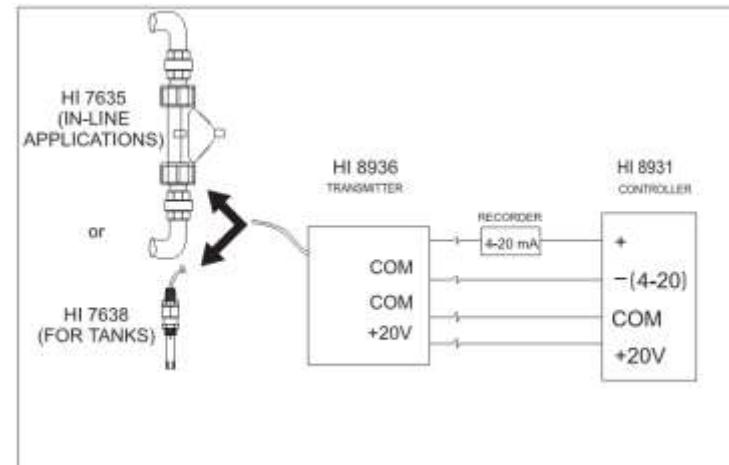 HI 7635
(IN-LINE
APPLICATIONS)
or
HI 7638
(FOR TANKS)
HI 8936
TRANSMITTER
COM
COM
+20V
RECORDER
4-20 mA
HI 8931
CONTROLLER
+
−(4-20)
COM
+20V